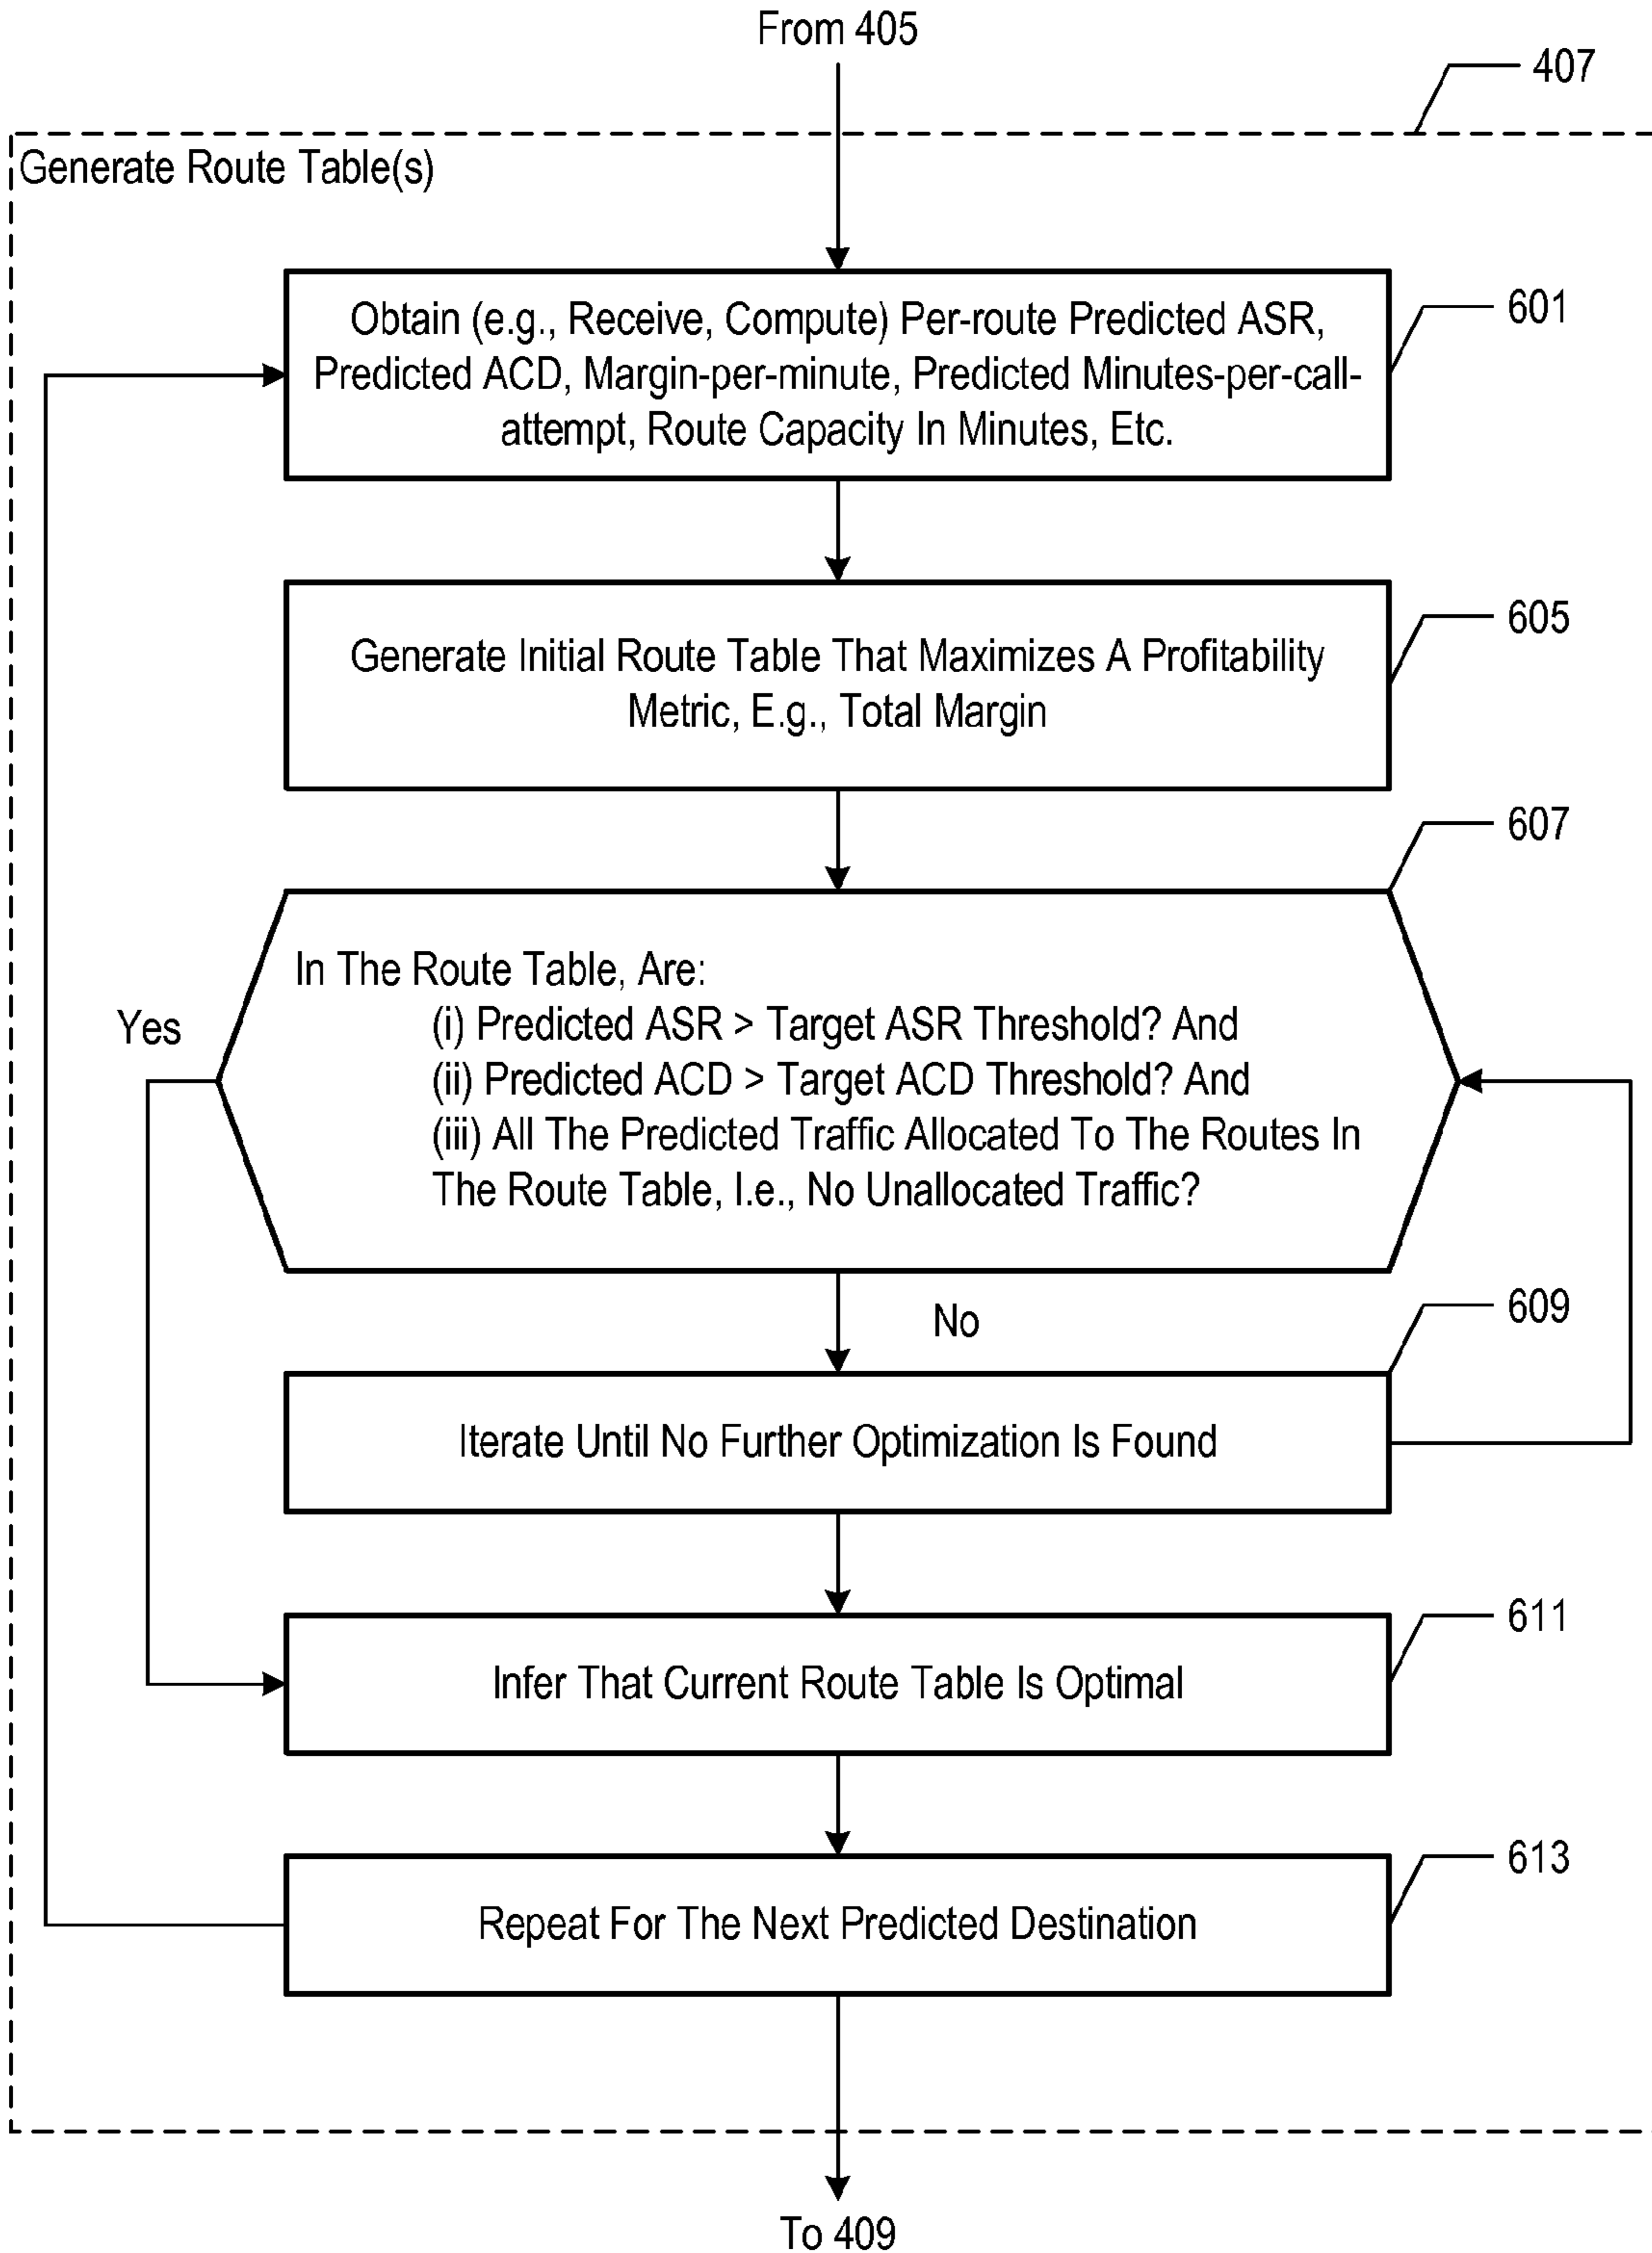 From 405
407
Generate Route Table(s)
Obtain (e.g., Receive, Compute) Per-route Predicted ASR,
Predicted ACD, Margin-per-minute, Predicted Minutes-per-call-
attempt, Route Capacity In Minutes, Etc.
601
Generate Initial Route Table That Maximizes A Profitability
Metric, E.g., Total Margin
605
607
In The Route Table, Are:
(i) Predicted ASR > Target ASR Threshold? And
(ii) Predicted ACD > Target ACD Threshold? And
(iii) All The Predicted Traffic Allocated To The Routes In
The Route Table, I.e., No Unallocated Traffic?
Yes
No
609
Iterate Until No Further Optimization Is Found
611
Infer That Current Route Table Is Optimal
613
Repeat For The Next Predicted Destination
To 409